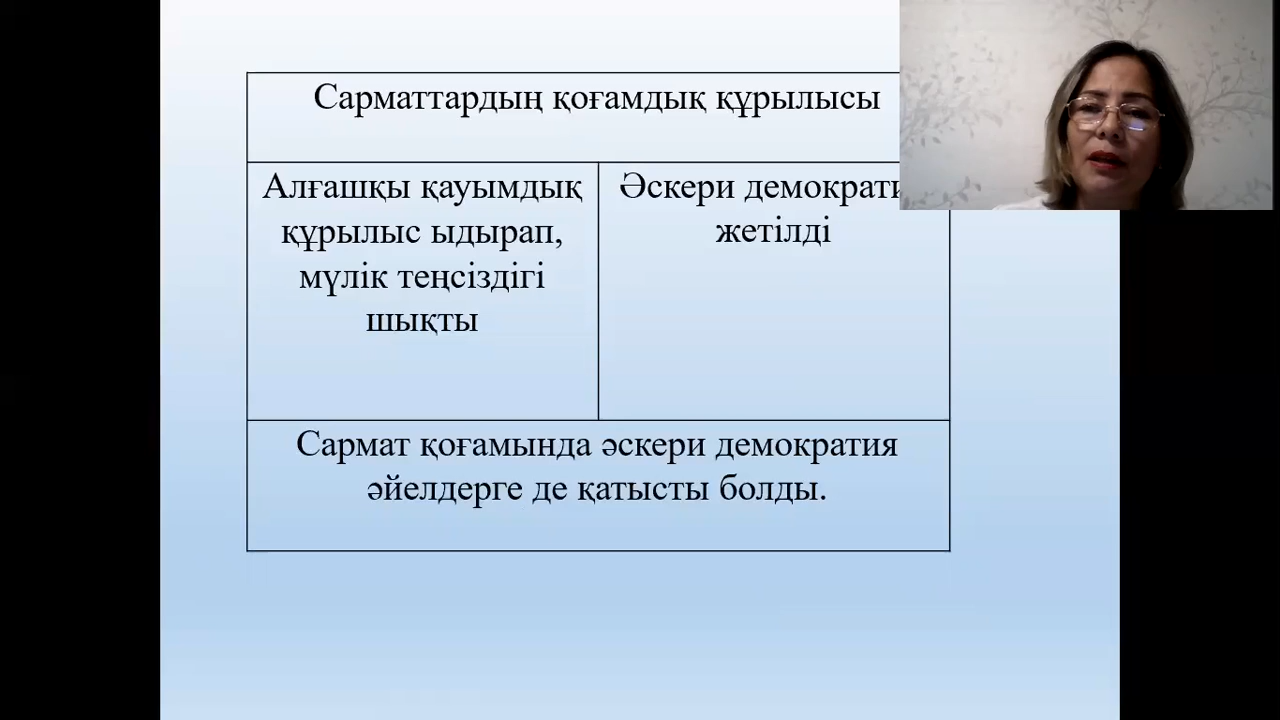 Сарматтардың қоғамдық құрылысы
Алғашқы қауымдық
құрылыс ыдырап,
мүлік теңсіздігі
шықты
Әскери
жетілді
Сармат қоғамында әскери демократия
әйелдерге де қатысты болды.